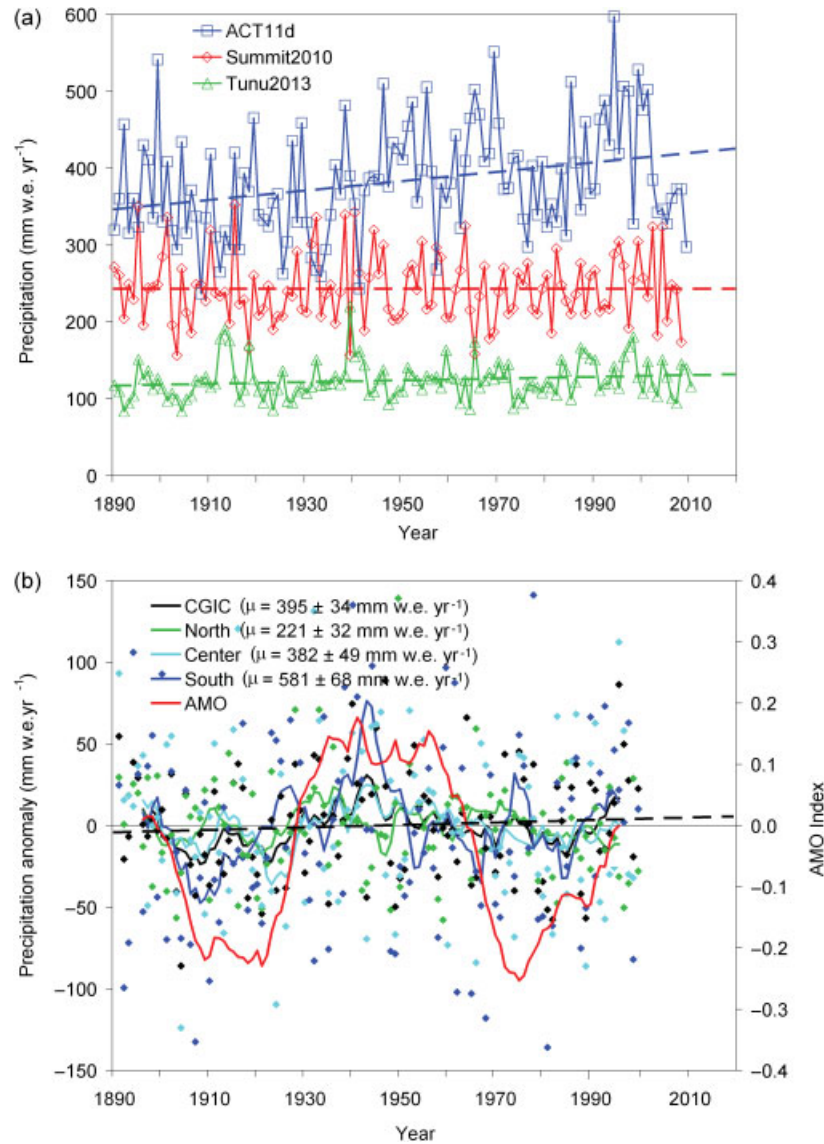 (a)
600
500
400
300
200
100
0
Precipitation (mm w.e. yr⁻¹)
ACT11d
Summit2010
Tunu2013
1890 1910 1930 1950 1970 1990 2010
Year
(b)
150
100
50
0
−50
−100
−150
Precipitation anomaly (mm w.e.yr ⁻¹)
CGIC (μ = 395 ± 34 mm w.e. yr⁻¹)
North (μ = 221 ± 32 mm w.e. yr⁻¹)
Center (μ = 382 ± 49 mm w.e. yr⁻¹)
South (μ = 581 ± 68 mm w.e. yr⁻¹)
AMO
0.4
0.3
0.2
0.1
0.0
−0.1
−0.2
−0.3
−0.4
AMO Index
1890 1910 1930 1950 1970 1990 2010
Year